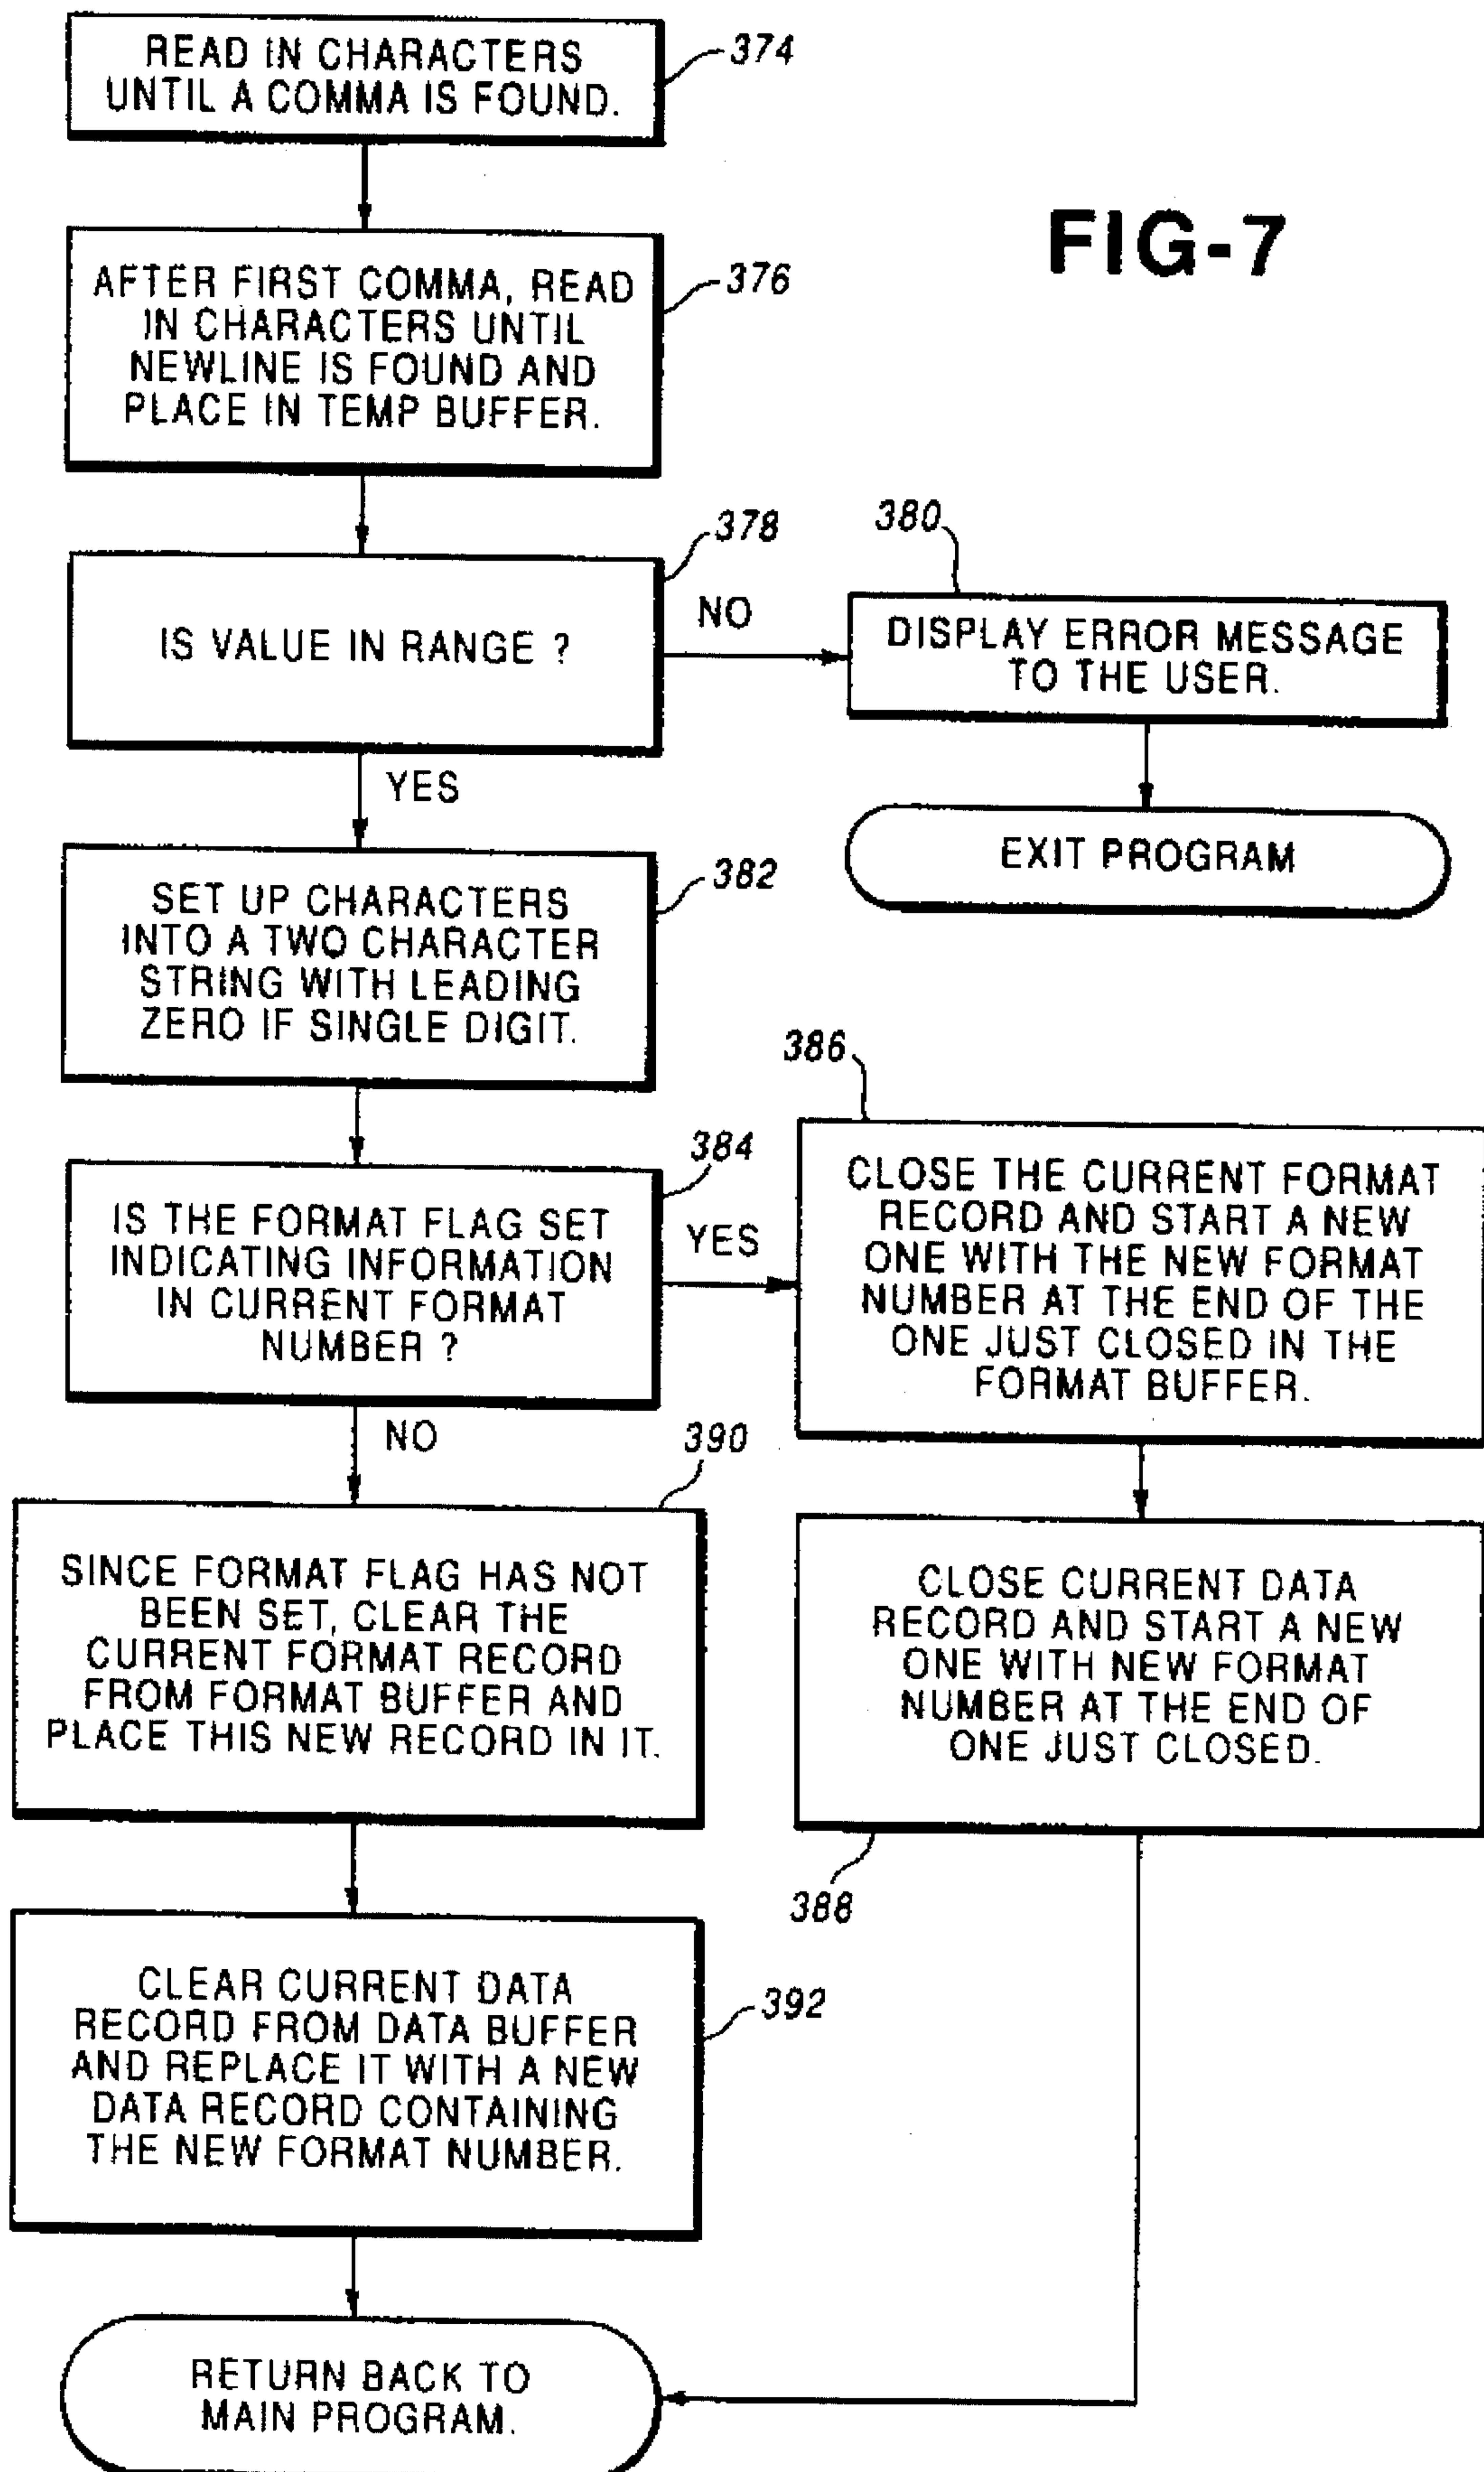 READ IN CHARACTERS
UNTIL A COMMA IS FOUND.
374
FIG-7
AFTER FIRST COMMA, READ
IN CHARACTERS UNTIL
NEWLINE IS FOUND AND
PLACE IN TEMP BUFFER.
376
IS VALUE IN RANGE ?
378
NO
380
DISPLAY ERROR MESSAGE
TO THE USER.
EXIT PROGRAM
YES
SET UP CHARACTERS
INTO A TWO CHARACTER
STRING WITH LEADING
ZERO IF SINGLE DIGIT.
382
IS THE FORMAT FLAG SET
INDICATING INFORMATION
IN CURRENT FORMAT
NUMBER ?
384
YES
386
CLOSE THE CURRENT FORMAT
RECORD AND START A NEW
ONE WITH THE NEW FORMAT
NUMBER AT THE END OF THE
ONE JUST CLOSED IN THE
FORMAT BUFFER.
CLOSE CURRENT DATA
RECORD AND START A NEW
ONE WITH NEW FORMAT
NUMBER AT THE END OF
ONE JUST CLOSED.
388
NO
390
SINCE FORMAT FLAG HAS NOT
BEEN SET, CLEAR THE
CURRENT FORMAT RECORD
FROM FORMAT BUFFER AND
PLACE THIS NEW RECORD IN IT.
CLEAR CURRENT DATA
RECORD FROM DATA BUFFER
AND REPLACE IT WITH A NEW
DATA RECORD CONTAINING
THE NEW FORMAT NUMBER.
392
RETURN BACK TO
MAIN PROGRAM.